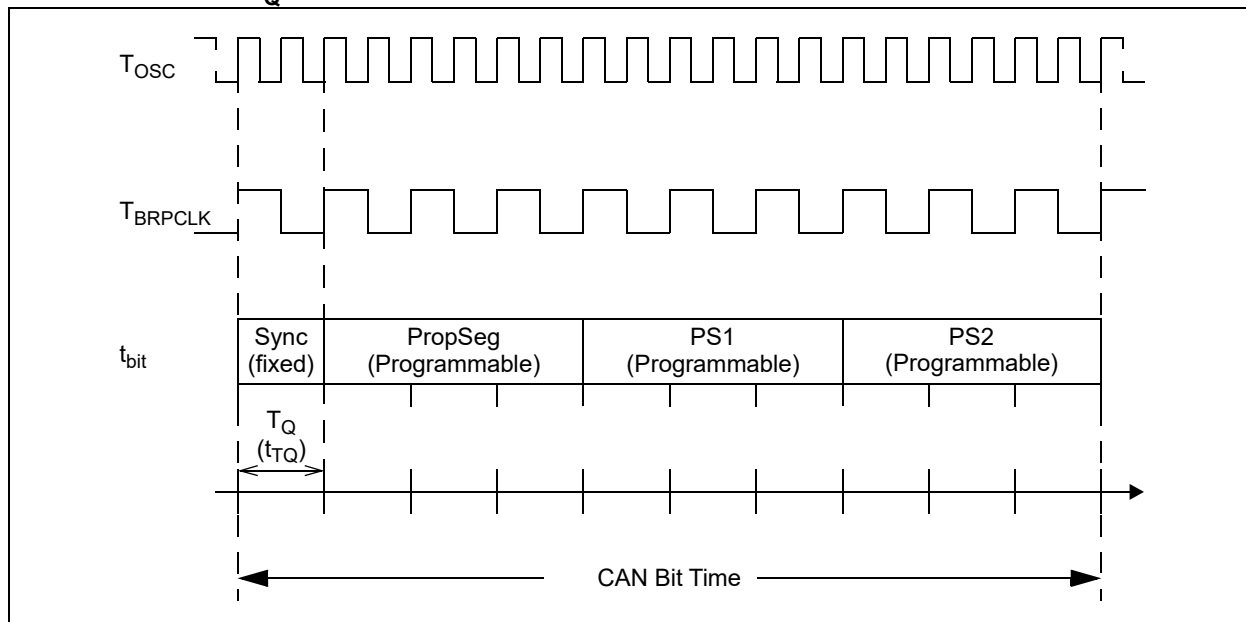 Q
TOSC
TBRPCLK
tbit
Sync
(fixed)
PropSeg
(Programmable)
PS1
(Programmable)
PS2
(Programmable)
TQ
(tTQ)
CAN Bit Time